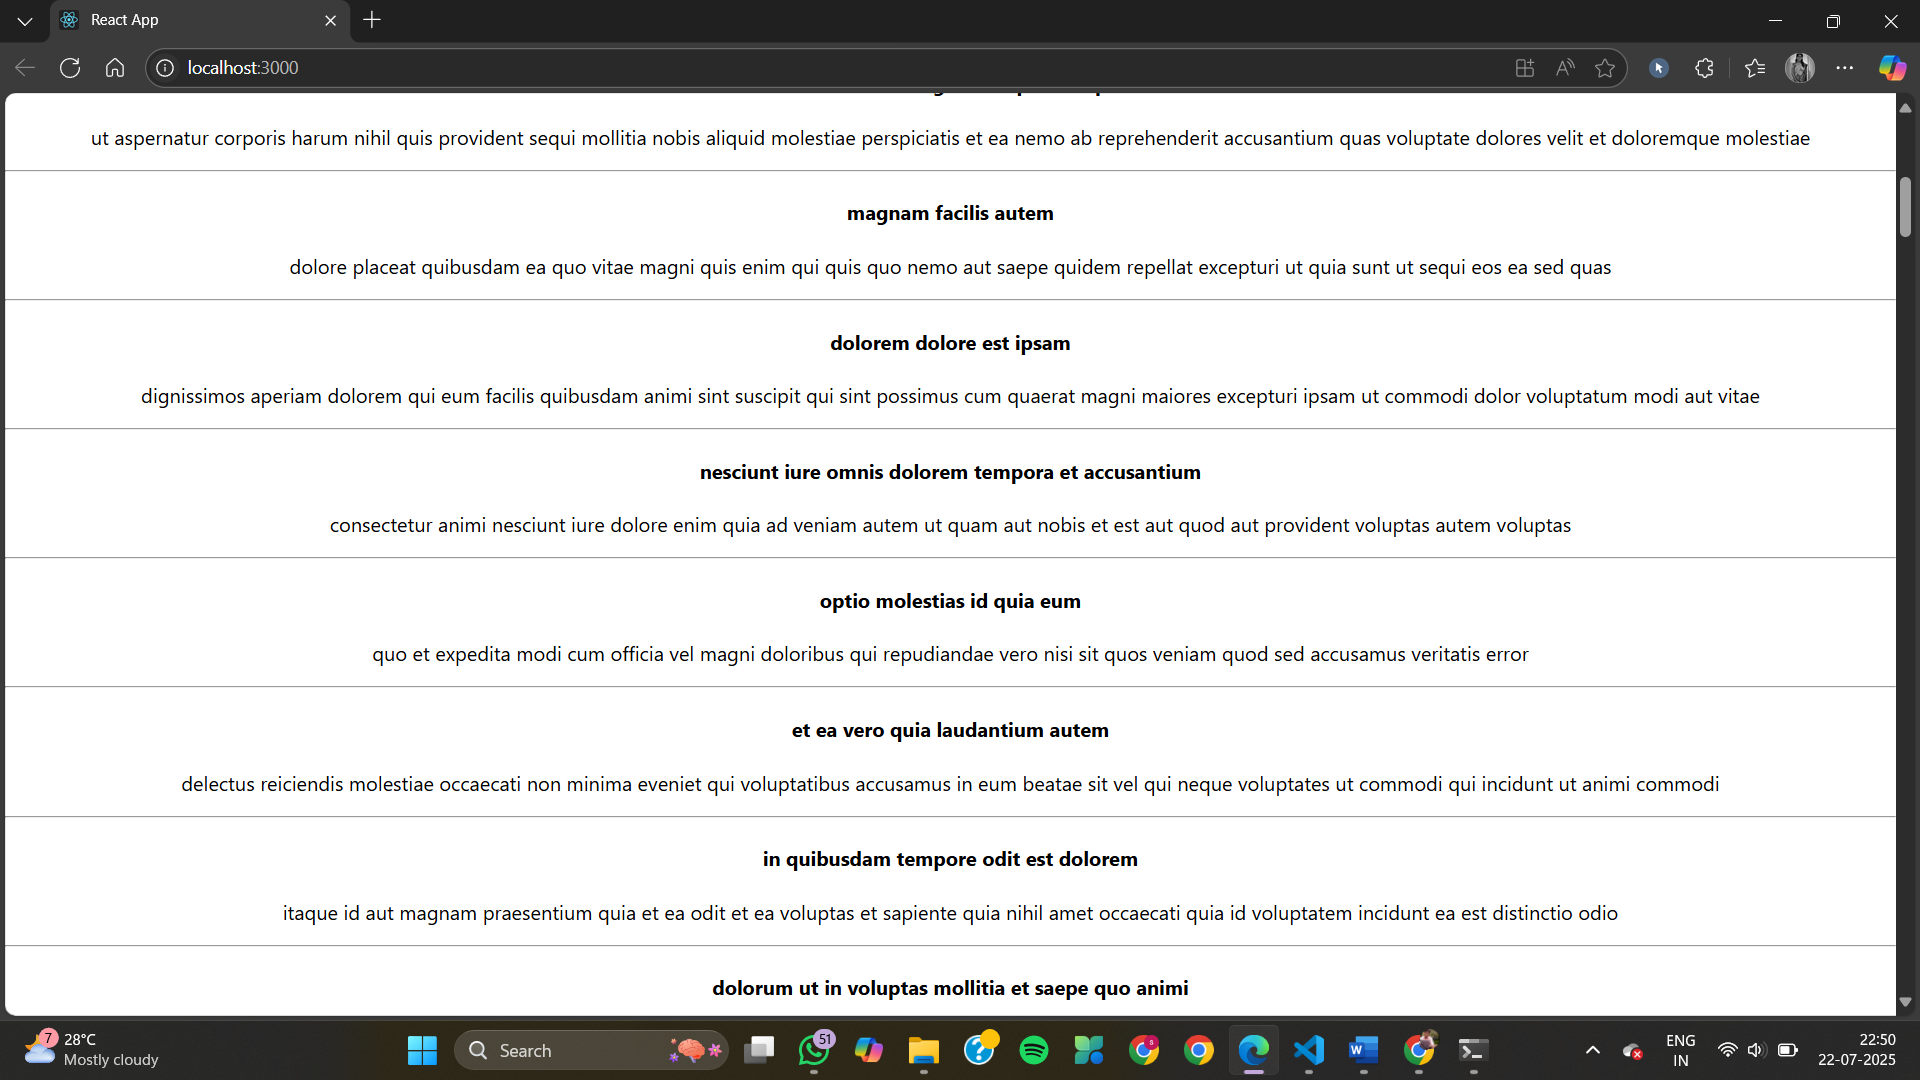 React App
localhost:3000
ut aspernatur corporis harum nihil quis provident sequi mollitia nobis aliquid molestiae perspiciatis et ea nemo ab reprehenderit accusantium quas voluptate dolores velit et doloremque molestiae
magnam facilis autem
dolore placeat quibusdam ea quo vitae magni quis enim qui quis quo nemo aut saepe quidem repellat excepturi ut quia sunt ut sequi eos ea sed quas
dolorem dolore est ipsam
dignissimos aperiam dolorem qui eum facilis quibusdam animi sint suscipit qui sint possimus cum quaerat magni maiores excepturi ipsam ut commodi dolor voluptatum modi aut vitae
nesciunt iure omnis dolorem tempora et accusantium
consectetur animi nesciunt iure dolore enim quia ad veniam autem ut quam aut nobis et est aut quod aut provident voluptas autem voluptas
optio molestias id quia eum
quo et expedita modi cum officia vel magni doloribus qui repudiandae vero nisi sit quos veniam quod sed accusamus veritatis error
et ea vero quia laudantium autem
delectus reiciendis molestiae occaecati non minima eveniet qui voluptatibus accusamus in eum beatae sit vel qui neque voluptates ut commodi qui incidunt ut animi commodi
in quibusdam tempore odit est dolorem
itaque id aut magnam praesentium quia et ea odit et ea voluptas et sapiente quia nihil amet occaecati quia id voluptatem incidunt ea est distinctio odio
dolorum ut in voluptas mollitia et saepe quo animi
7
28°C
Mostly cloudy
Search
51
ENG
IN
22:50
22-07-2025